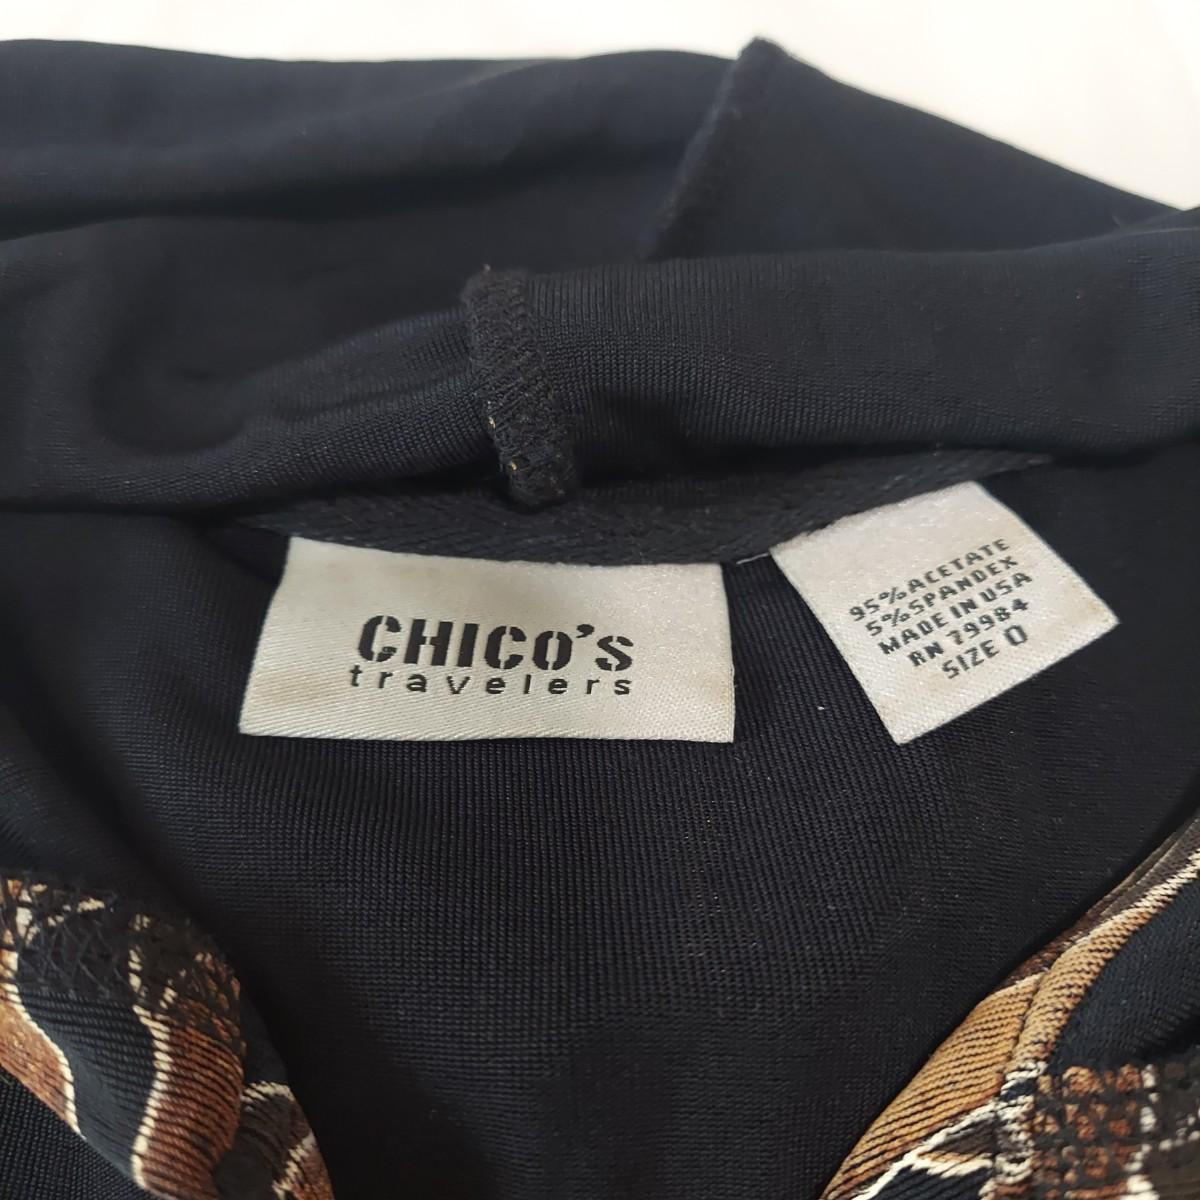 CHICO's
travelers
95% ACETATE
5% SPANDEX
MADE IN USA
RN 79984
SIZE 0